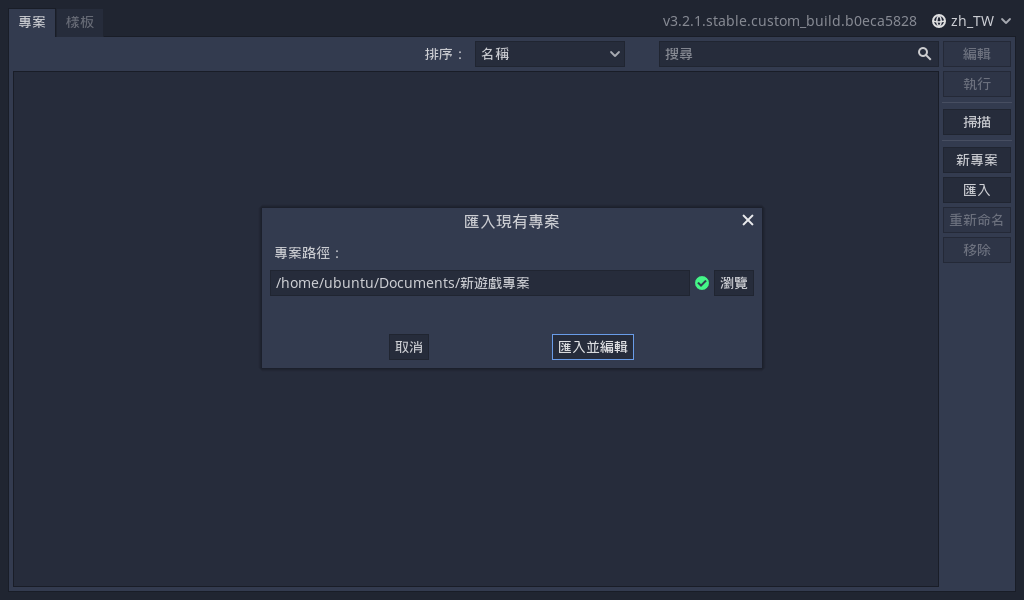 專案 樣板 v3.2.1.stable.custom_build.b0eca5828 zh_TW
排序： 名稱 搜尋 編輯
執行
掃描
新專案
匯入
重新命名
移除
匯入現有專案
專案路徑：
/home/ubuntu/Documents/新遊戲專案 瀏覽
取消 匯入並編輯